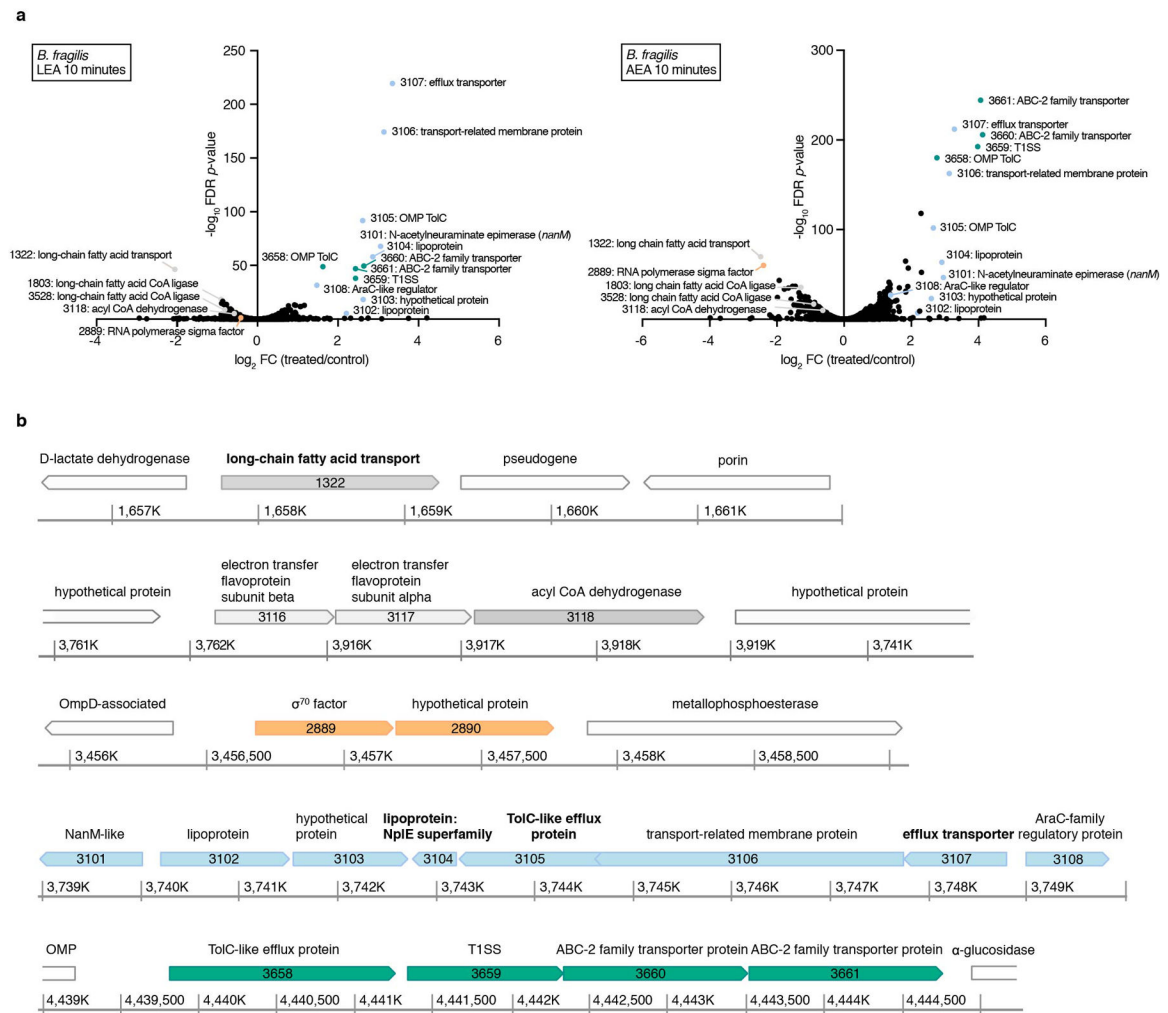 a
B. fragilis
LEA 10 minutes
250
200
150
100
50
-log10 FDR p-value
3107: efflux transporter
3106: transport-related membrane protein
3105: OMP TolC
3101: N-acetylneuraminate epimerase (nanM)
3104: lipoprotein
3658: OMP TolC
3660: ABC-2 family transporter
3661: ABC-2 family transporter
3659: T1SS
3108: AraC-like regulator
3103: hypothetical protein
3102: lipoprotein
1322: long-chain fatty acid transport
1803: long-chain fatty acid CoA ligase
3528: long-chain fatty acid CoA ligase
3118: acyl CoA dehydrogenase
2889: RNA polymerse sigma factor
-4 -2 0 2 4 6
log2 FC (treated/control)
B. fragilis
AEA 10 minutes
300
200
100
-log10 FDR p-value
3661: ABC-2 family transporter
3107: efflux transporter
3660: ABC-2 family transporter
3659: T1SS
3658: OMP TolC
3106: transport-related membrane protein
3105: OMP TolC
3104: lipoprotein
3101: N-acetylneuraminate epimerase (nanM)
3108: AraC-like regulator
3103: hypothetical protein
3102: lipoprotein
1322: long chain fatty acid transport
2889: RNA polymerase sigma factor
1803: long chain fatty acid CoA ligase
3528: long chain fatty acid CoA ligase
3118: acyl CoA dehydrogenase
-6 -4 -2 0 2 4 6
log2 FC (treated/control)
b
D-lactate dehydrogenase long-chain fatty acid transport pseudogene porin
1322
1,657K 1,658K 1,659K 1,660K 1,661K
hypothetical protein
electron transfer
flavoprotein
subunit beta
electron transfer
flavoprotein
subunit alpha
acyl CoA dehydrogenase
hypothetical protein
3116 3117 3118
3,761K 3,762K 3,916K 3,917K 3,918K 3,919K 3,741K
OmpD-associated σ70 factor hypothetical protein metallophosphoesterase
2889 2890
3,456K 3,456,500 3,457K 3,457,500 3,458K 3,458,500
NanM-like
lipoprotein
hypothetical
protein
lipoprotein:
NplE superfamily
TolC-like efflux
protein
transport-related membrane protein
efflux transporter
AraC-family
regulatory protein
3101 3102 3103 3104 3105 3106 3107 3108
3,739K 3,740K 3,741K 3,742K 3,743K 3,744K 3,745K 3,746K 3,747K 3,748K 3,749K
OMP TolC-like efflux protein T1SS ABC-2 family transporter protein ABC-2 family transporter protein α-glucosidase
3658 3659 3660 3661
4,439K 4,439,500 4,440K 4,440,500 4,441K 4,441,500 4,442K 4,442,500 4,443K 4,443,500 4,444K 4,444,500